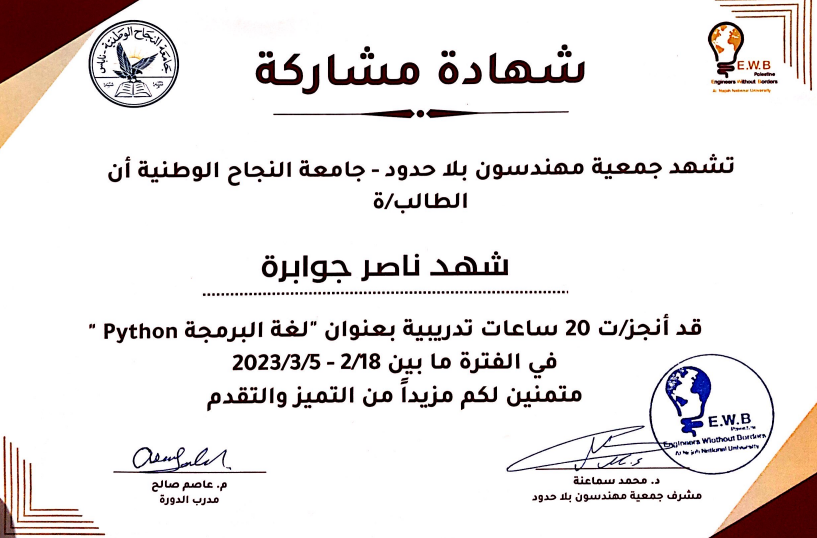 جامعة النجاح الوطنية - نابلس
E.W.B
Palestine
Engineers Without Borders
An-Najah National University
شهادة مشاركة
تشهد جمعية مهندسون بلا حدود - جامعة النجاح الوطنية أن
الطالب/ة
شهد ناصر جوابرة
قد أنجز/ت 20 ساعات تدريبية بعنوان "لغة البرمجة Python "
في الفترة ما بين 2/18 - 2023/3/5
متمنين لكم مزيداً من التميز والتقدم
E.W.B
Palestine
Engineers Wiothout Borders
National University
م. عاصم صالح
مدرب الدورة
د. محمد سماعنة
مشرف جمعية مهندسون بلا حدود